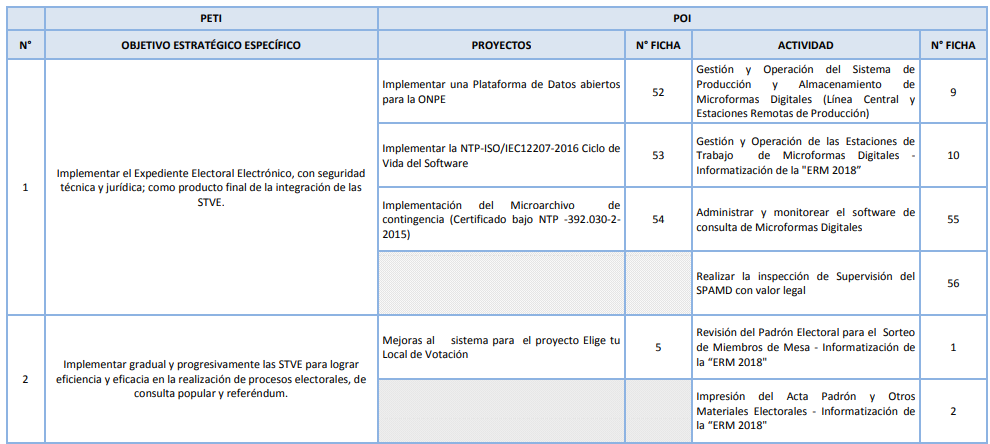 PETI
POI
N°
OBJETIVO ESTRATÉGICO ESPECÍFICO
PROYECTOS
N° FICHA
ACTIVIDAD
N° FICHA
1
Implementar el Expediente Electoral Electrónico, con seguridad
técnica y jurídica; como producto final de la integración de las
STVE.
Implementar una Plataforma de Datos abiertos
para la ONPE
52
Gestión y Operación del Sistema de
Producción y Almacenamiento de
Microformas Digitales (Línea Central y
Estaciones Remotas de Producción)
9
Implementar la NTP-ISO/IEC12207-2016 Ciclo de
Vida del Software
53
Gestión y Operación de las Estaciones de
Trabajo de Microformas Digitales -
Informatización de la "ERM 2018”
10
Implementación del Microarchivo de
contingencia (Certificado bajo NTP -392.030-2-
2015)
54
Administrar y monitorear el software de
consulta de Microformas Digitales
55
Realizar la inspección de Supervisión del
SPAMD con valor legal
56
2
Implementar gradual y progresivamente las STVE para lograr
eficiencia y eficacia en la realización de procesos electorales, de
consulta popular y referéndum.
Mejoras al sistema para el proyecto Elige tu
Local de Votación
5
Revisión del Padrón Electoral para el Sorteo
de Miembros de Mesa - Informatización de
la “ERM 2018"
1
Impresión del Acta Padrón y Otros
Materiales Electorales - Informatización de
la “ERM 2018"
2